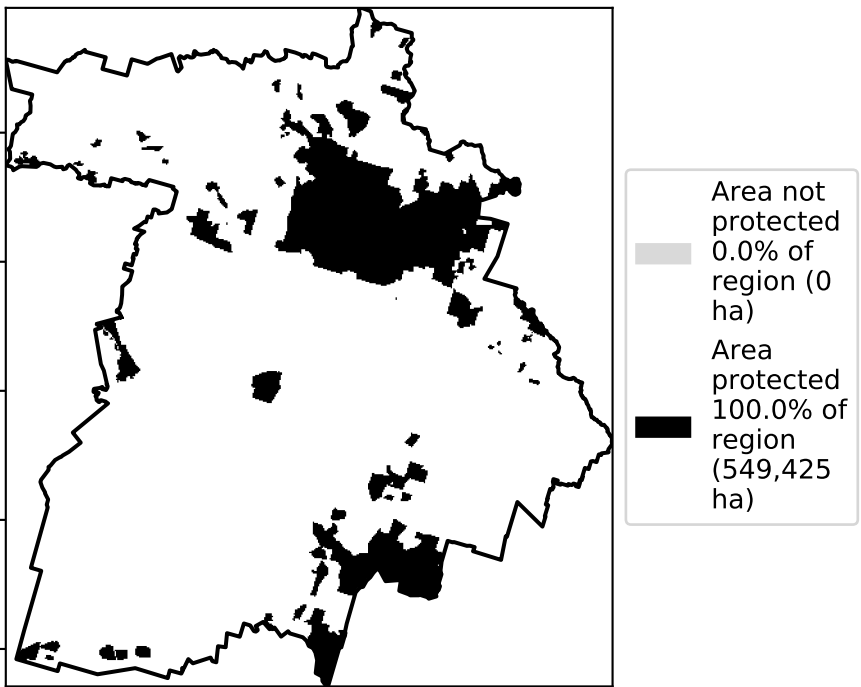 Area not
protected
0.0% of
region (0
ha)
Area
protected
100.0% of
region
(549,425
ha)